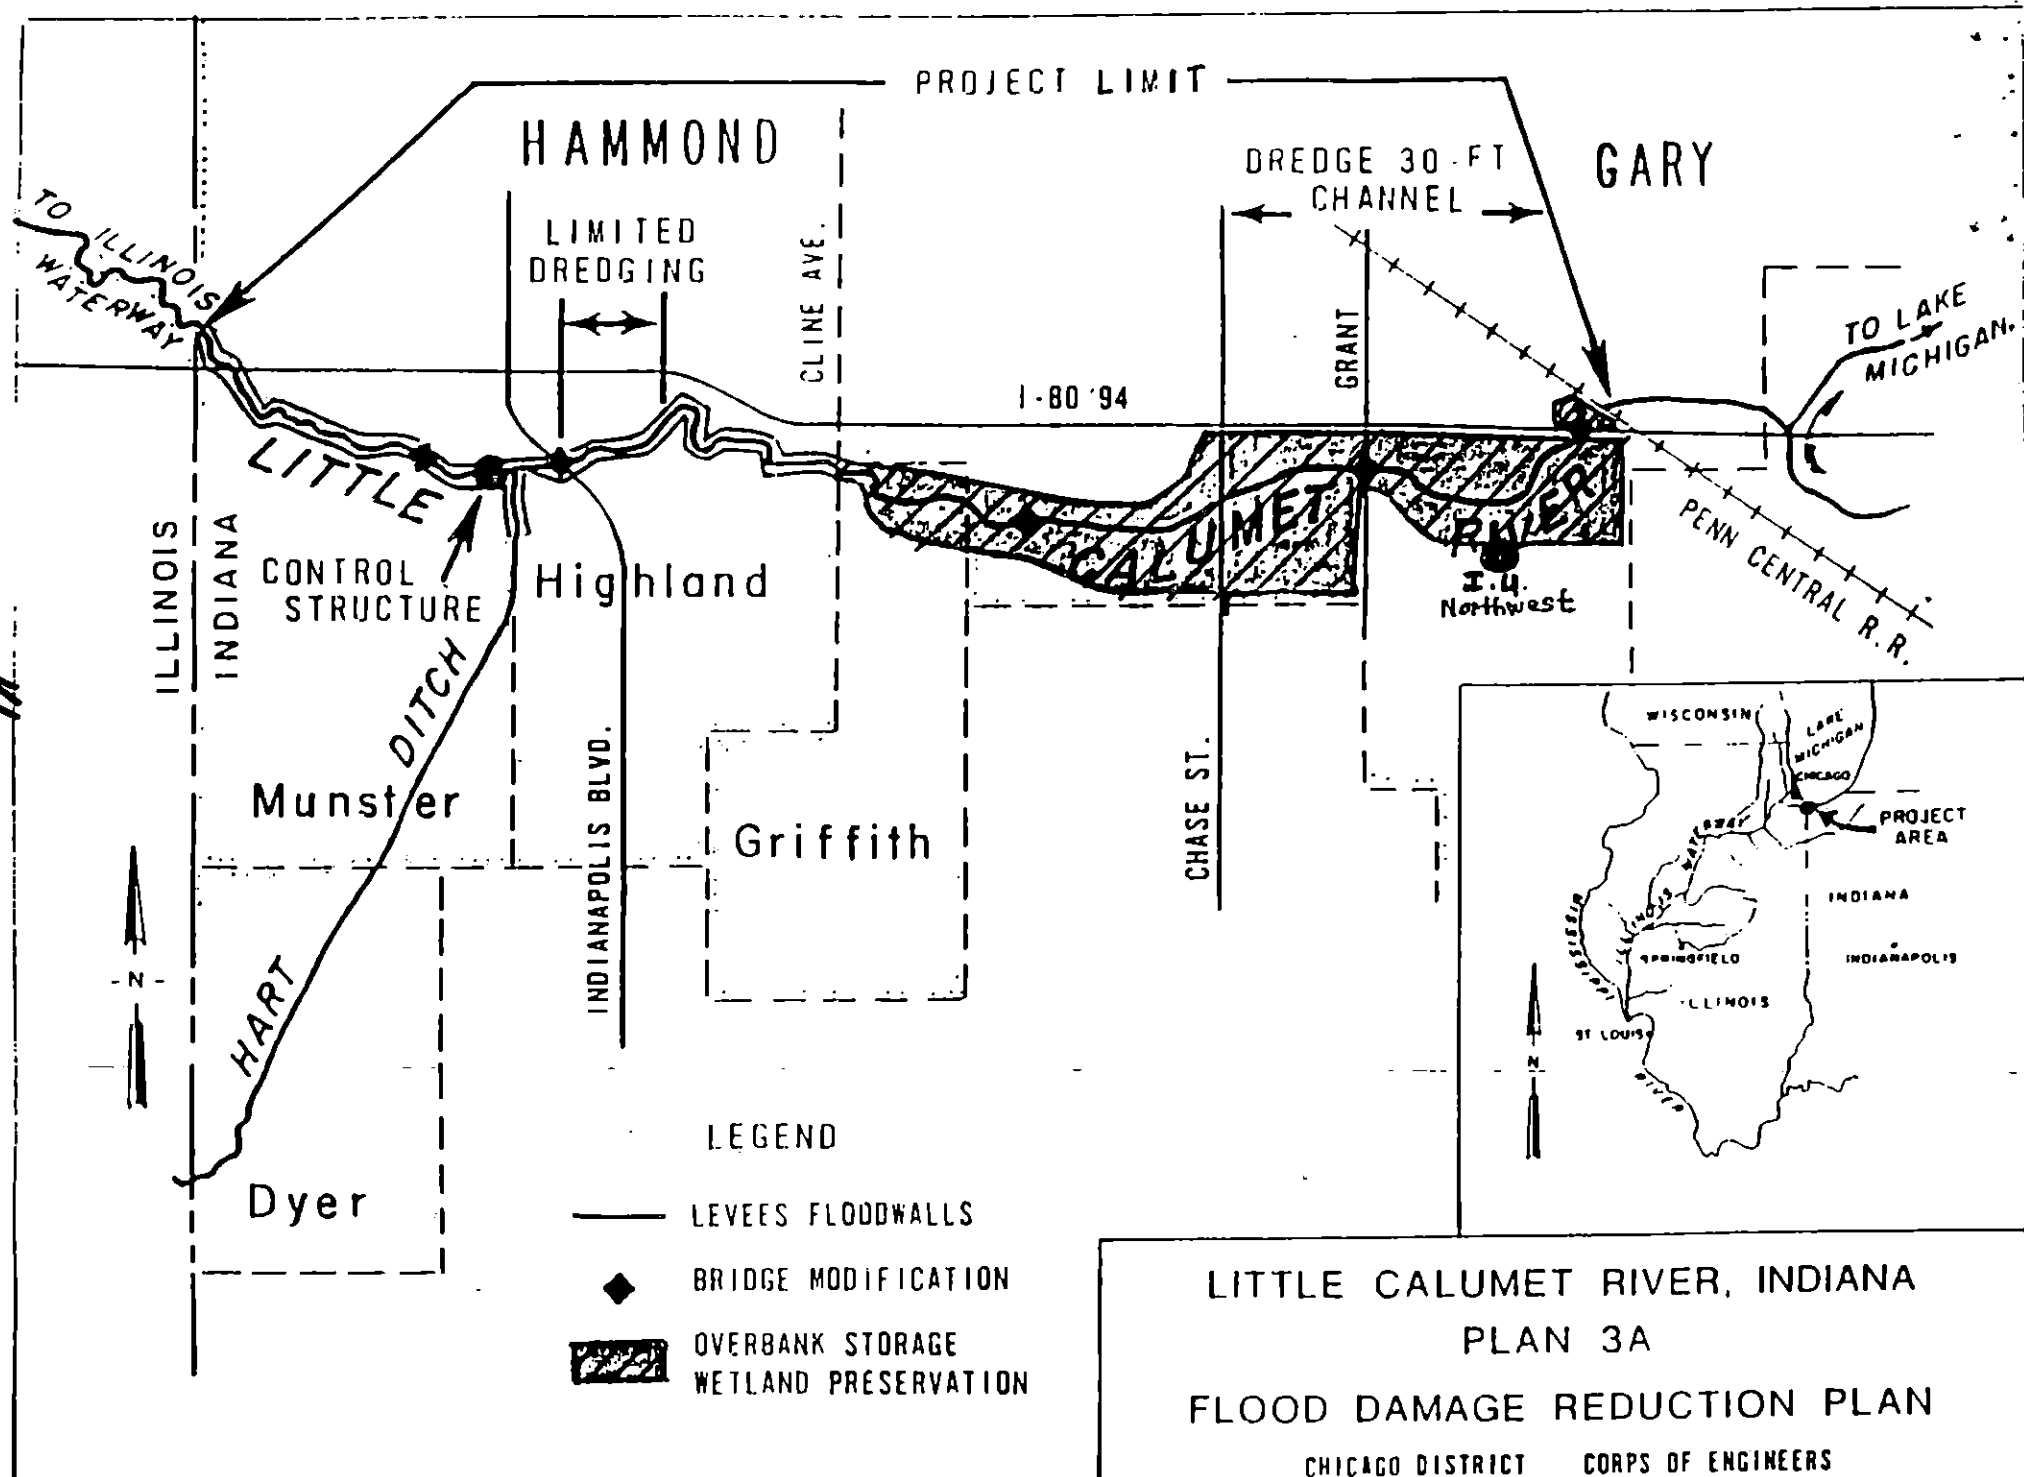 PROJECT LIMIT
HAMMOND
GARY
DREDGE 30-FT
CHANNEL
LIMITED
DREDGING
TO ILLINOIS
WATERWAY
CLINE AVE.
GRANT
TO LAKE
MICHIGAN.
I-80 '94
LITTLE
CALUMET
RIVER
I.U.
Northwest
PENN CENTRAL R.R.
ILLINOIS
INDIANA
CONTROL
STRUCTURE
Highland
HART DITCH
Munster
INDIANAPOLIS BLVD.
Griffith
CHASE ST.
Dyer
N
WISCONSIN
LAKE
MICHIGAN
CHICAGO
PROJECT
AREA
ILLINOIS WATERWAY
INDIANA
MISSISSIPPI
SPRINGFIELD
INDIANAPOLIS
ILLINOIS
ST LOUIS
RIVER
N
LEGEND
LEVEES FLOODWALLS
BRIDGE MODIFICATION
OVERBANK STORAGE
WETLAND PRESERVATION
LITTLE CALUMET RIVER, INDIANA
PLAN 3A
FLOOD DAMAGE REDUCTION PLAN
CHICAGO DISTRICT CORPS OF ENGINEERS